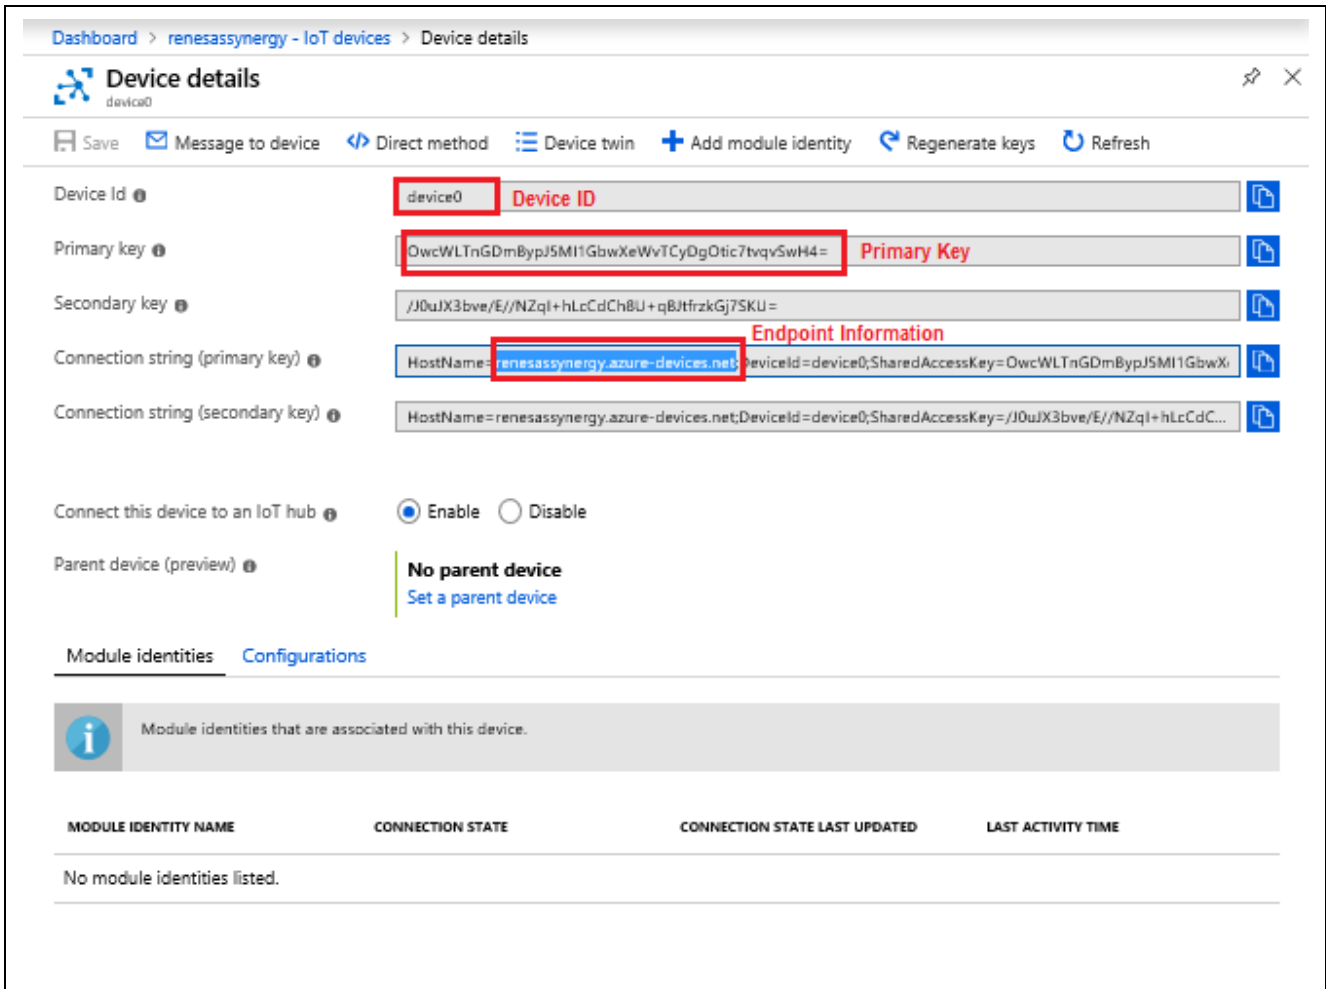 Dashboard > renesassynergy - IoT devices > Device details
Device details
device0
Save Message to device Direct method Device twin Add module identity Regenerate keys Refresh
Device Id device0 Device ID
Primary key OwcWLTnGDmBypJ5MI1GbwXeWvTCyDgOtic7tvqvSwH4= Primary Key
Secondary key /J0uJX3bve/E//NZqI+hLcCdCh8U+qBJtfrzkGj7SKU=
Endpoint Information
Connection string (primary key) HostName=renesassynergy.azure-devices.net;DeviceId=device0;SharedAccessKey=OwcWLTnGDmBypJ5MI1GbwX
Connection string (secondary key) HostName=renesassynergy.azure-devices.net;DeviceId=device0;SharedAccessKey=/J0uJX3bve/E//NZqI+hLcCdC...
Connect this device to an IoT hub Enable Disable
Parent device (preview) No parent device
Set a parent device
Module identities Configurations
Module identities that are associated with this device.
MODULE IDENTITY NAME CONNECTION STATE CONNECTION STATE LAST UPDATED LAST ACTIVITY TIME
No module identities listed.